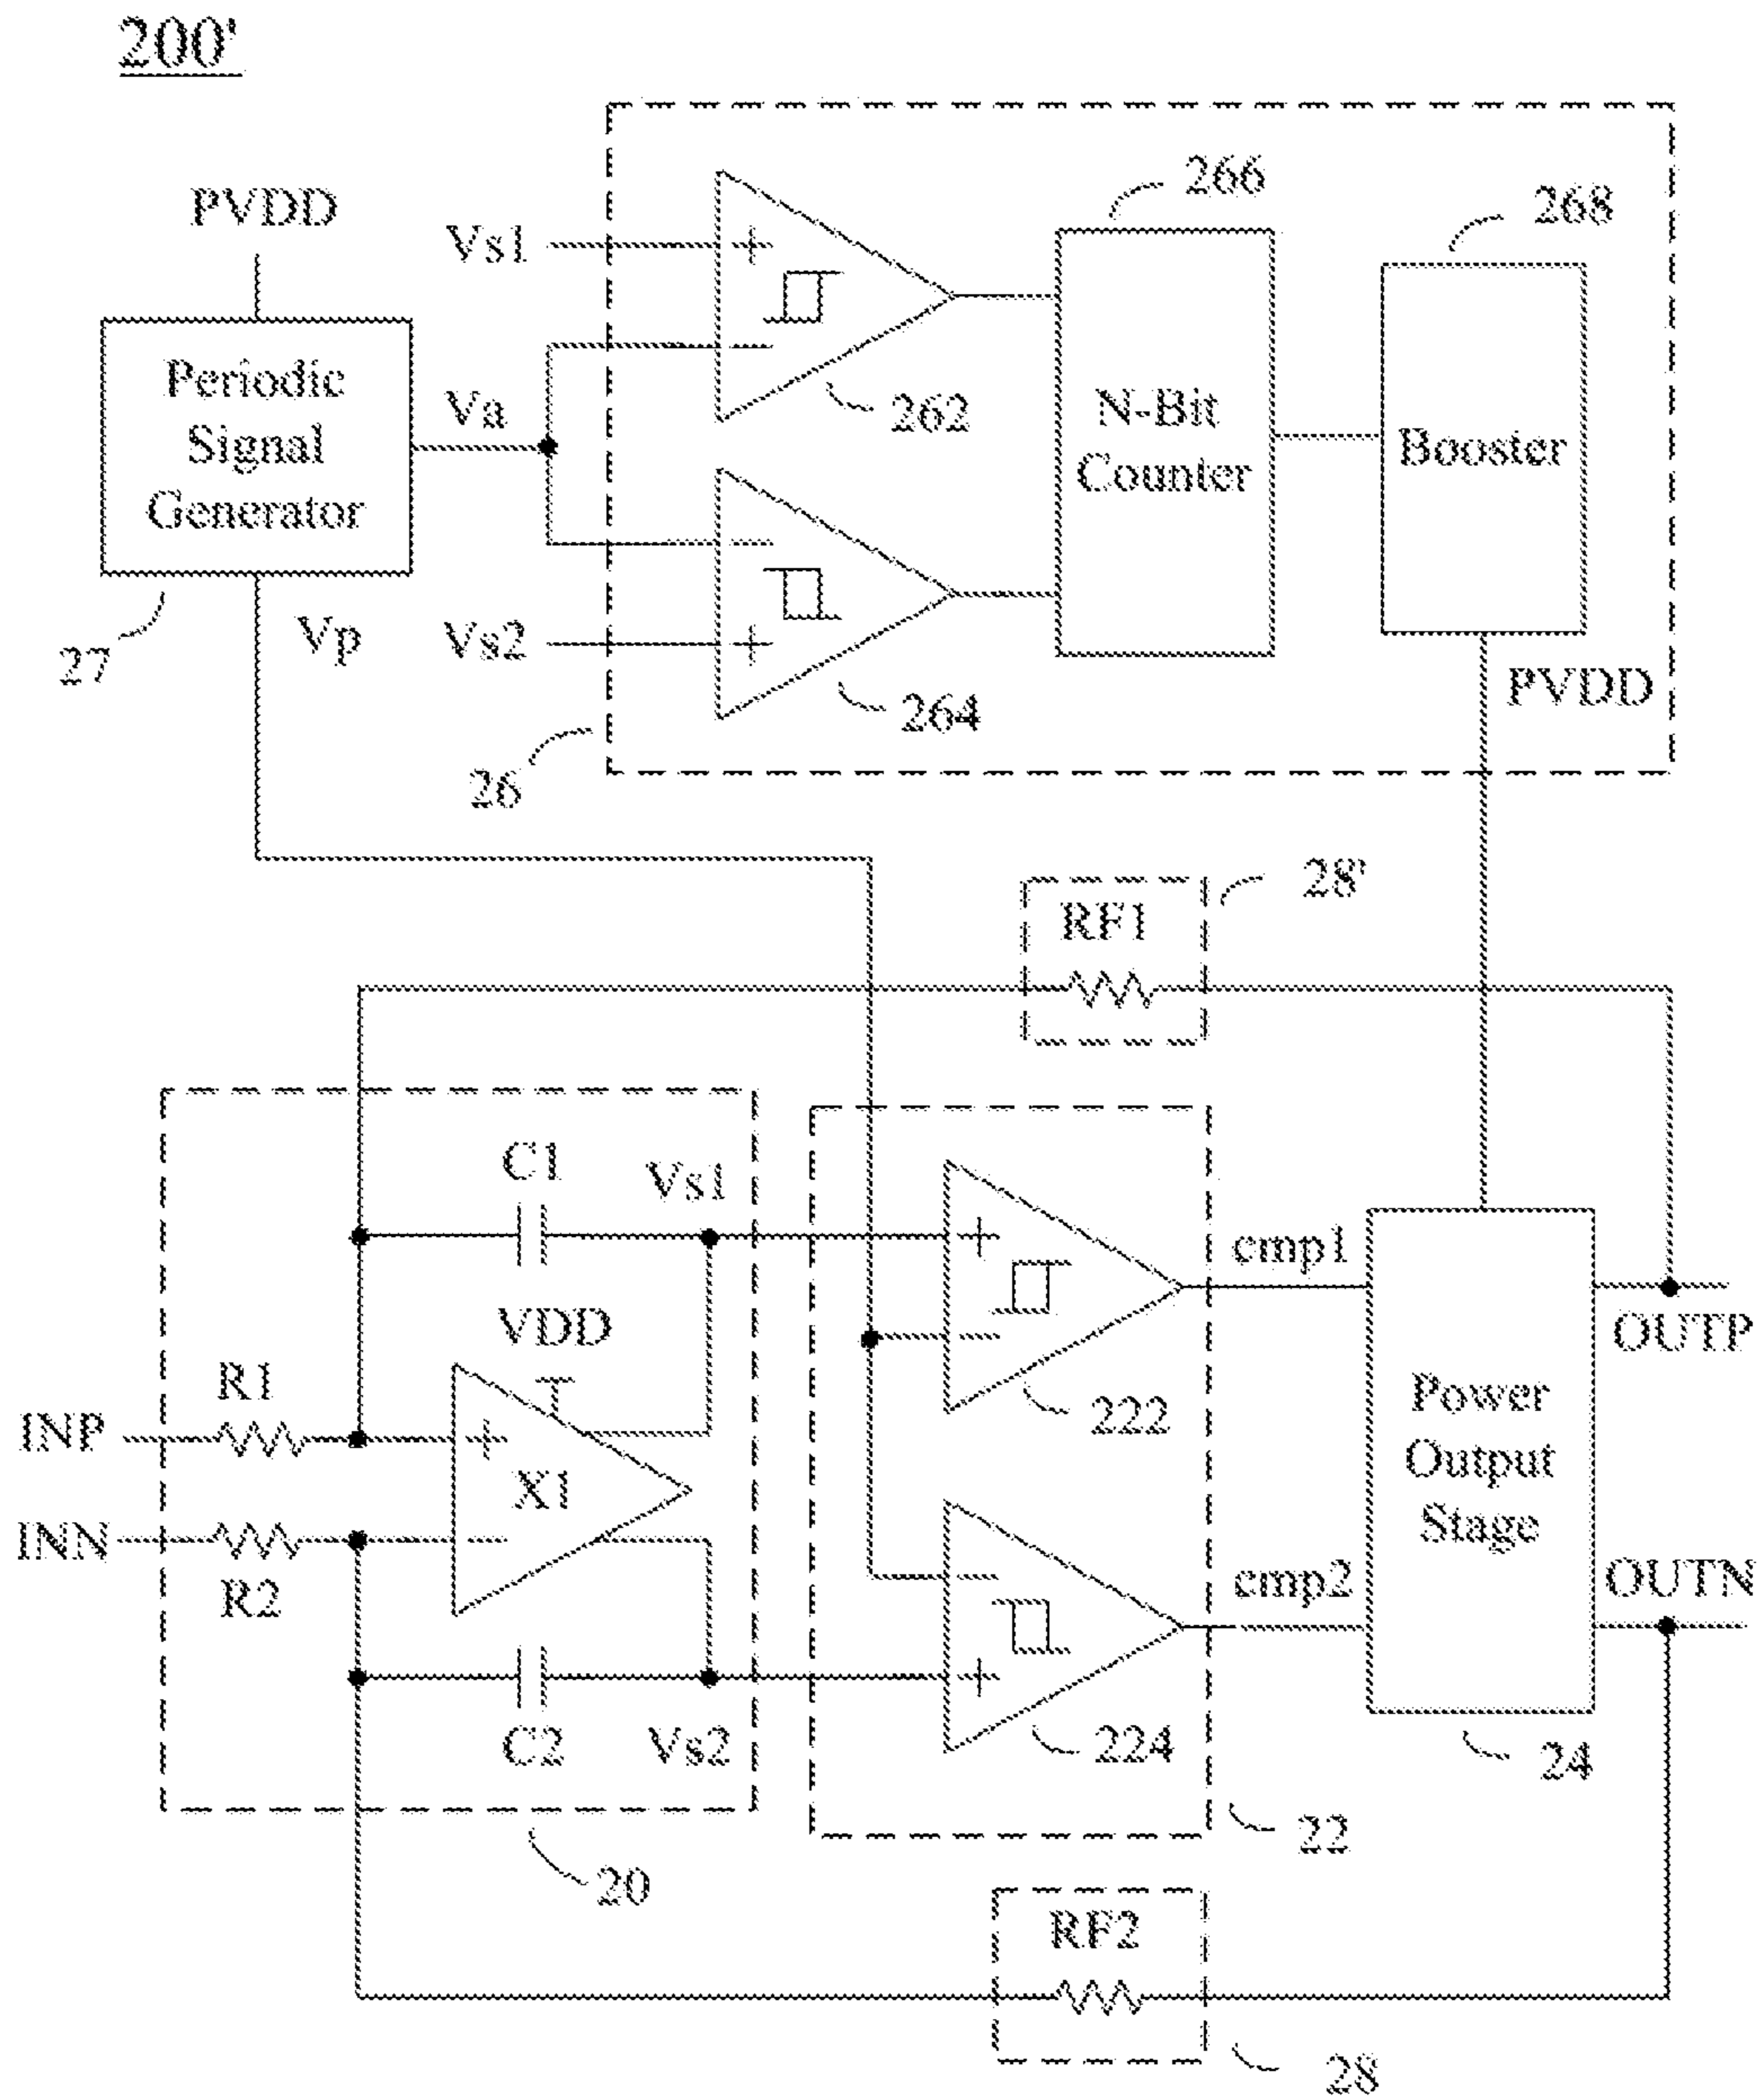 200'
PVDD
Periodic
Signal
Generator
27
Va
Vp
Vs1
+
−
262
−
+
Vs2
264
26
266
N-Bit
Counter
268
Booster
PVDD
28'
RF1
C1
Vs1
VDD
R1
INP
+
X1
INN
−
R2
C2
Vs2
20
+
−
222
cmp1
−
+
224
cmp2
22
Power
Output
Stage
24
OUTP
OUTN
RF2
28